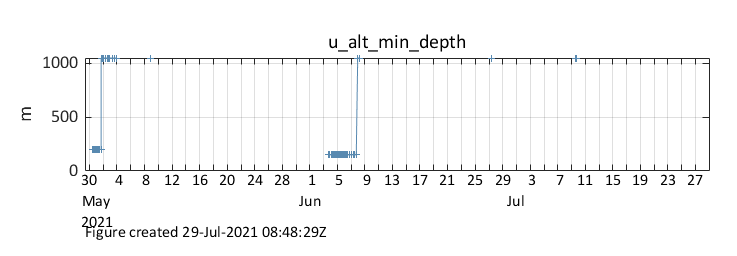 u_alt_min_depth
1000
500
0
m
30 4 8 12 16 20 24 28 1 5 9 13 17 21 25 29 3 7 11 15 19 23 27
May Jun Jul
2021
Figure created 29-Jul-2021 08:48:29Z